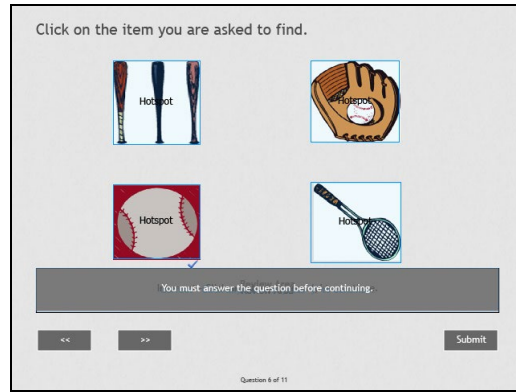 Click on the item you are asked to find.
Hotspot
Hotspot
Hotspot
Hotspot
You must answer the question before continuing.
<<
>>
Submit
Question 6 of 11